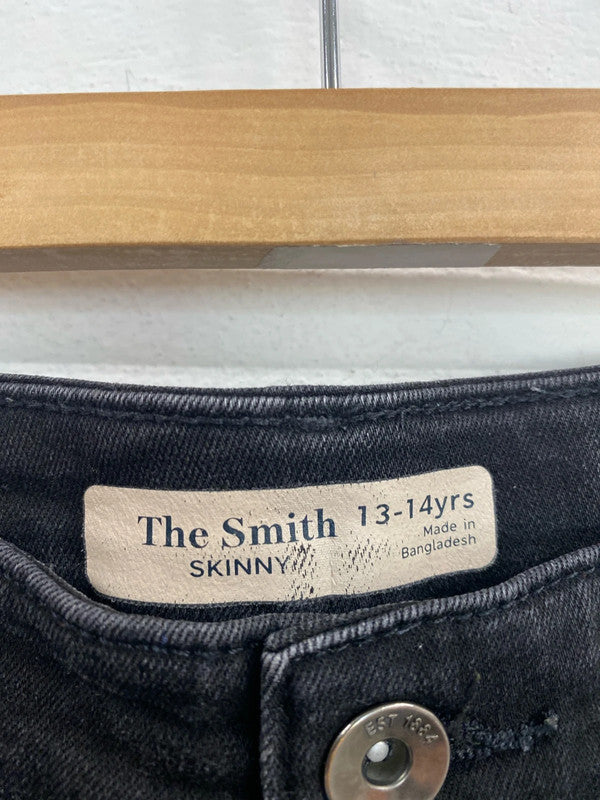 The Smith
SKINNY
13-14yrs
Made in
Bangladesh
EST 1884